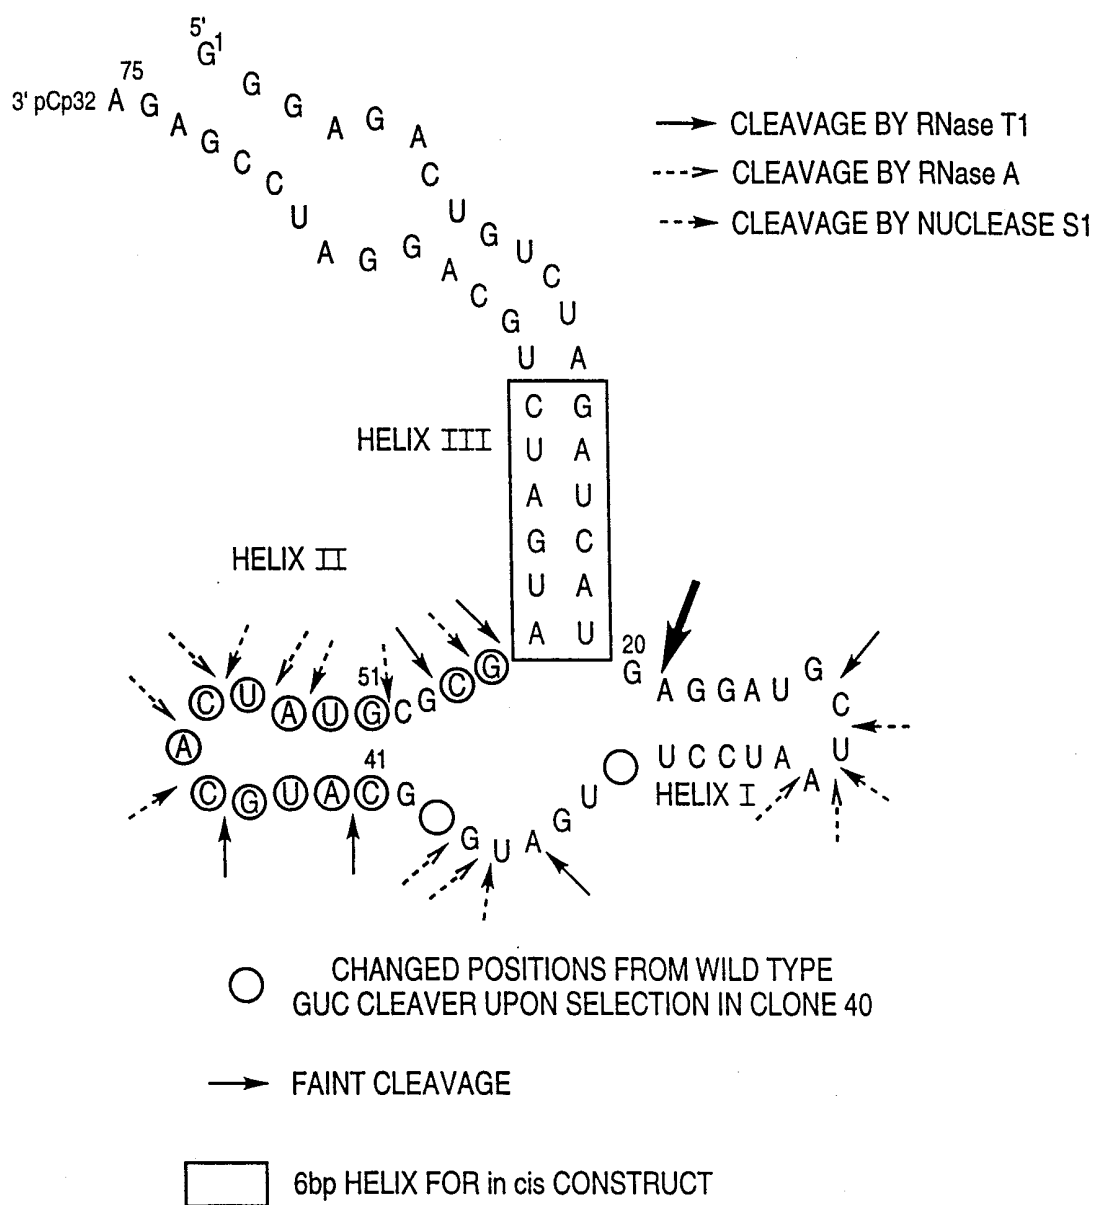 5'
G1
75
3' pCp32 A G A G C C U A G G A C G U
G G A G A C U G U C U A
CLEAVAGE BY RNase T1
CLEAVAGE BY RNase A
CLEAVAGE BY NUCLEASE S1
HELIX III
C G
U A
A U
G C
U A
A U
HELIX II
20
G A G G A U G C U A A U C C U
HELIX I
51
A C U A U G C G C G
41
C G U A C G G U A G U
CHANGED POSITIONS FROM WILD TYPE
GUC CLEAVER UPON SELECTION IN CLONE 40
FAINT CLEAVAGE
6bp HELIX FOR in cis CONSTRUCT